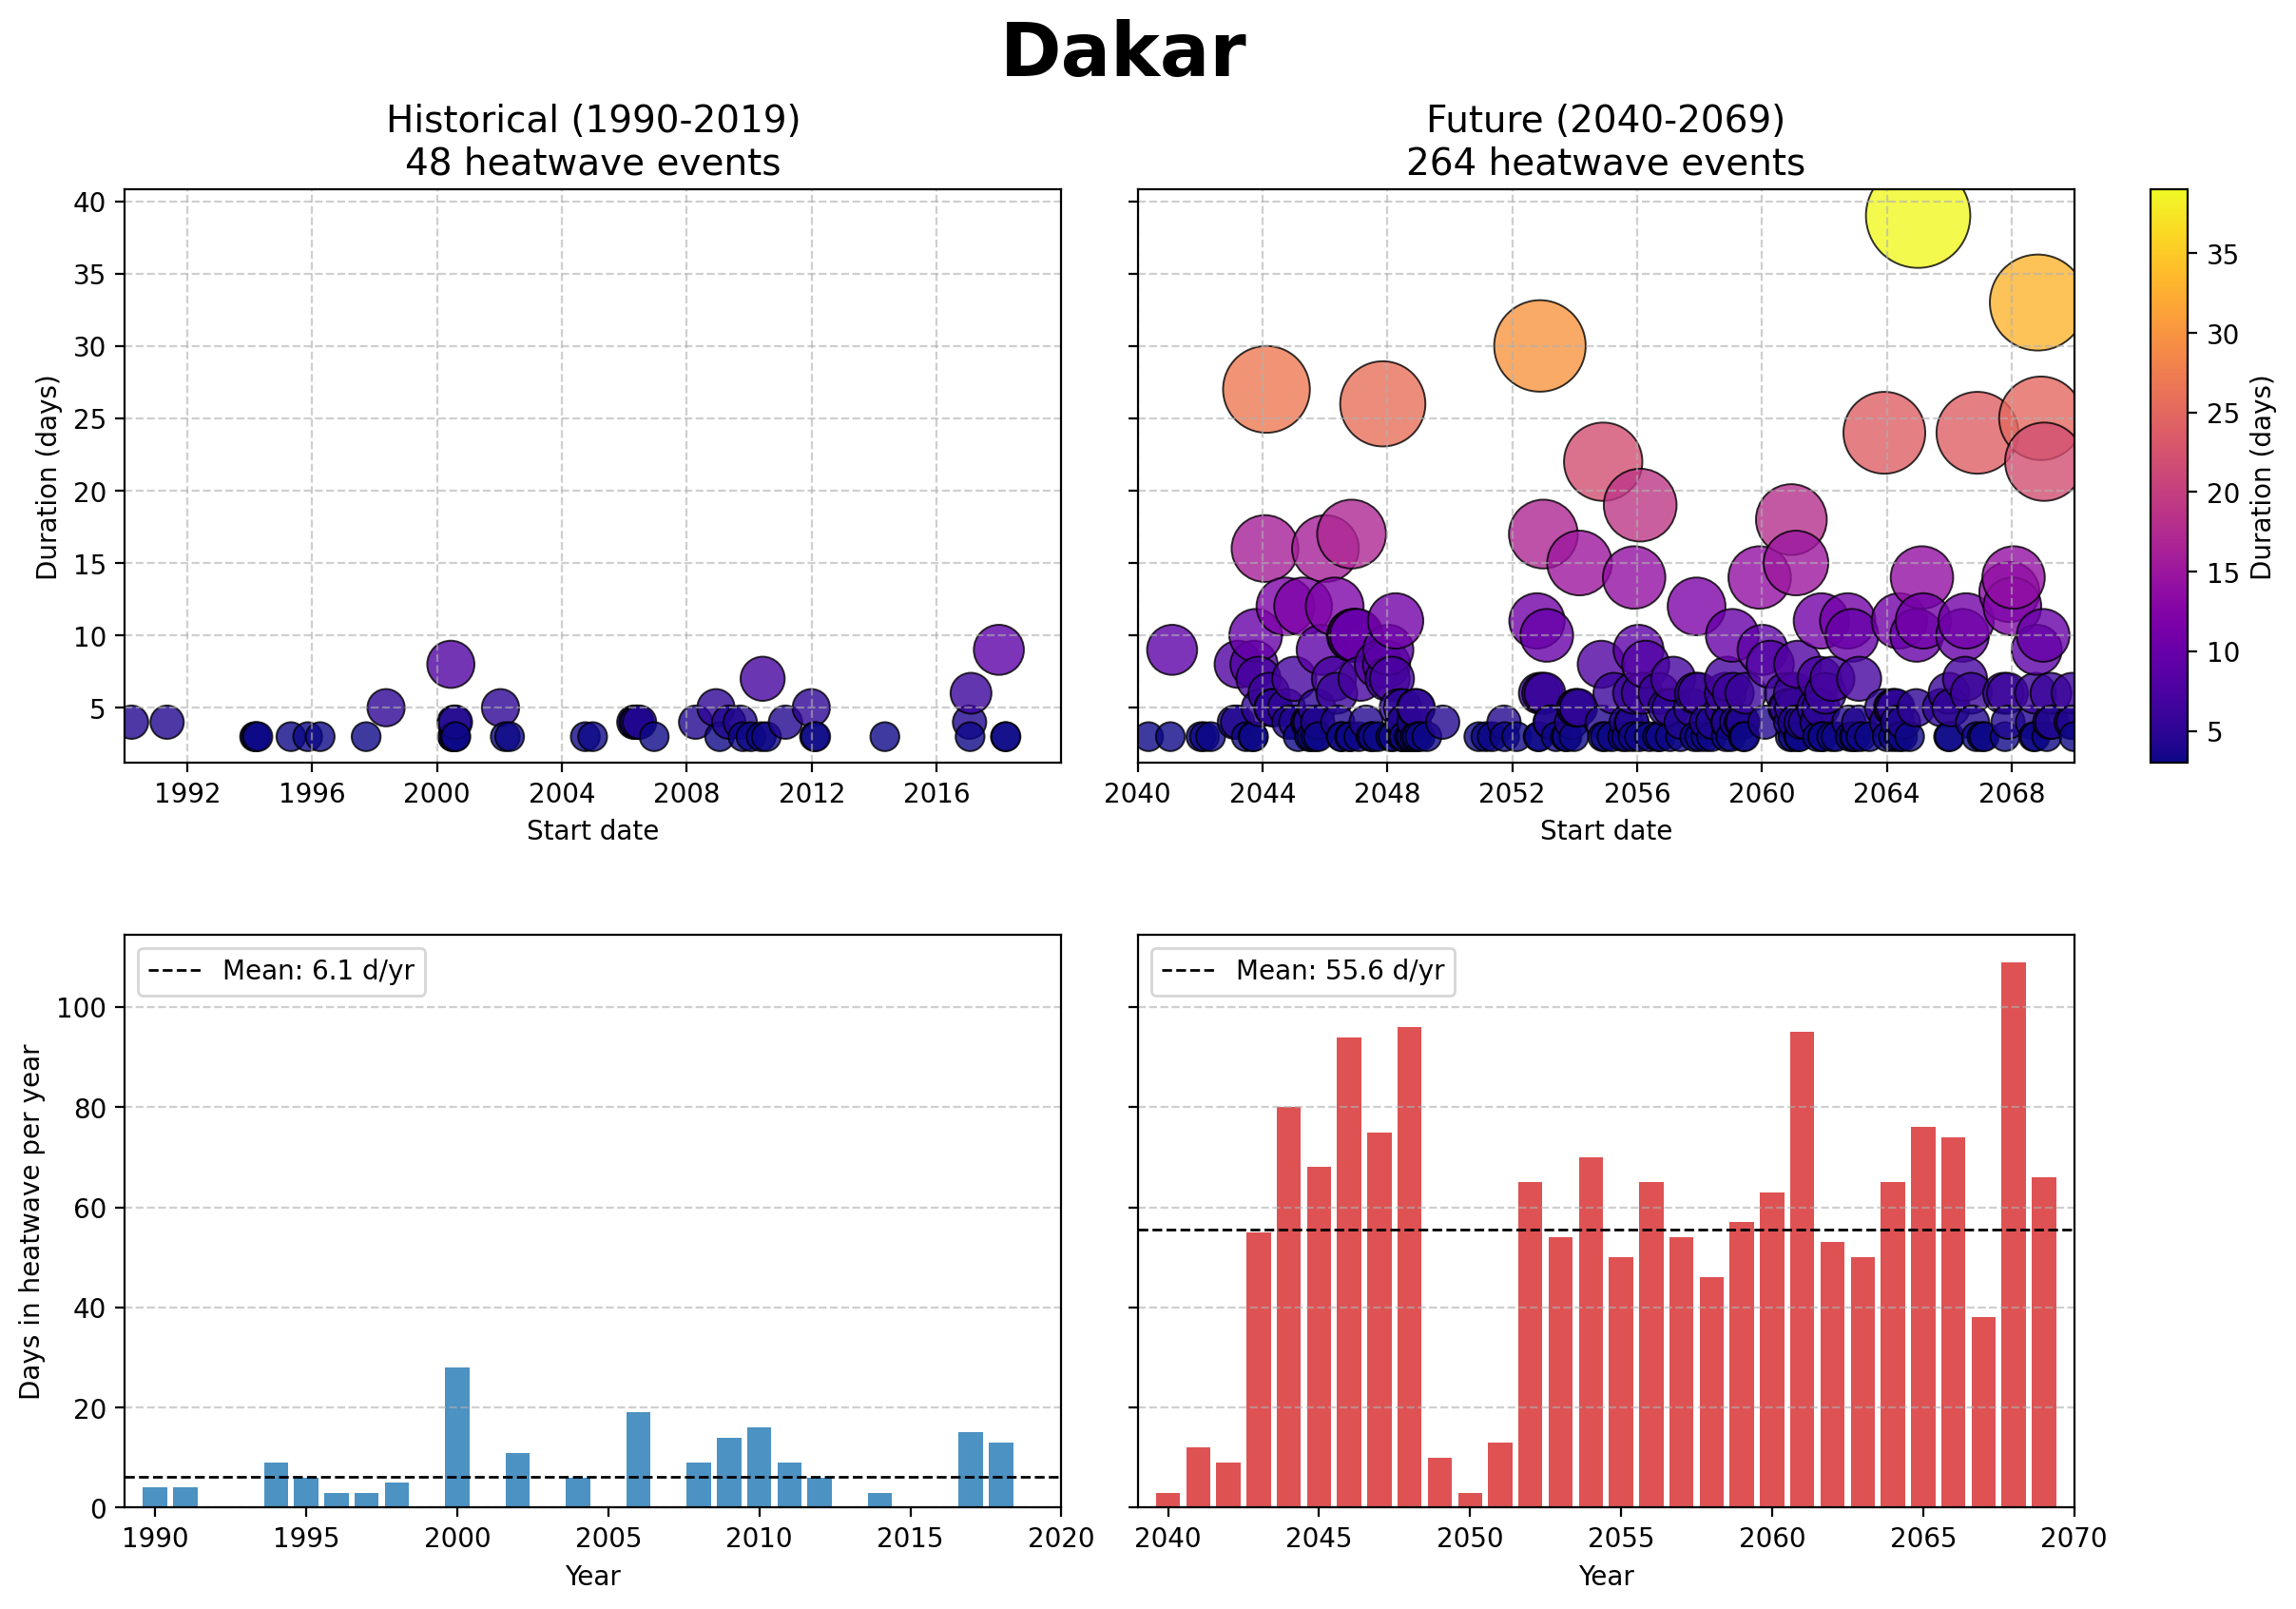 Dakar
Historical (1990-2019)
48 heatwave events
Future (2040-2069)
264 heatwave events
40
35
30
25
20
15
10
5
Duration (days)
1992 1996 2000 2004 2008 2012 2016
Start date
2040 2044 2048 2052 2056 2060 2064 2068
Start date
35
30
25
20
15
10
5
Duration (days)
Mean: 6.1 d/yr
100
80
60
40
20
0
Days in heatwave per year
1990 1995 2000 2005 2010 2015 2020
Year
Mean: 55.6 d/yr
2040 2045 2050 2055 2060 2065 2070
Year